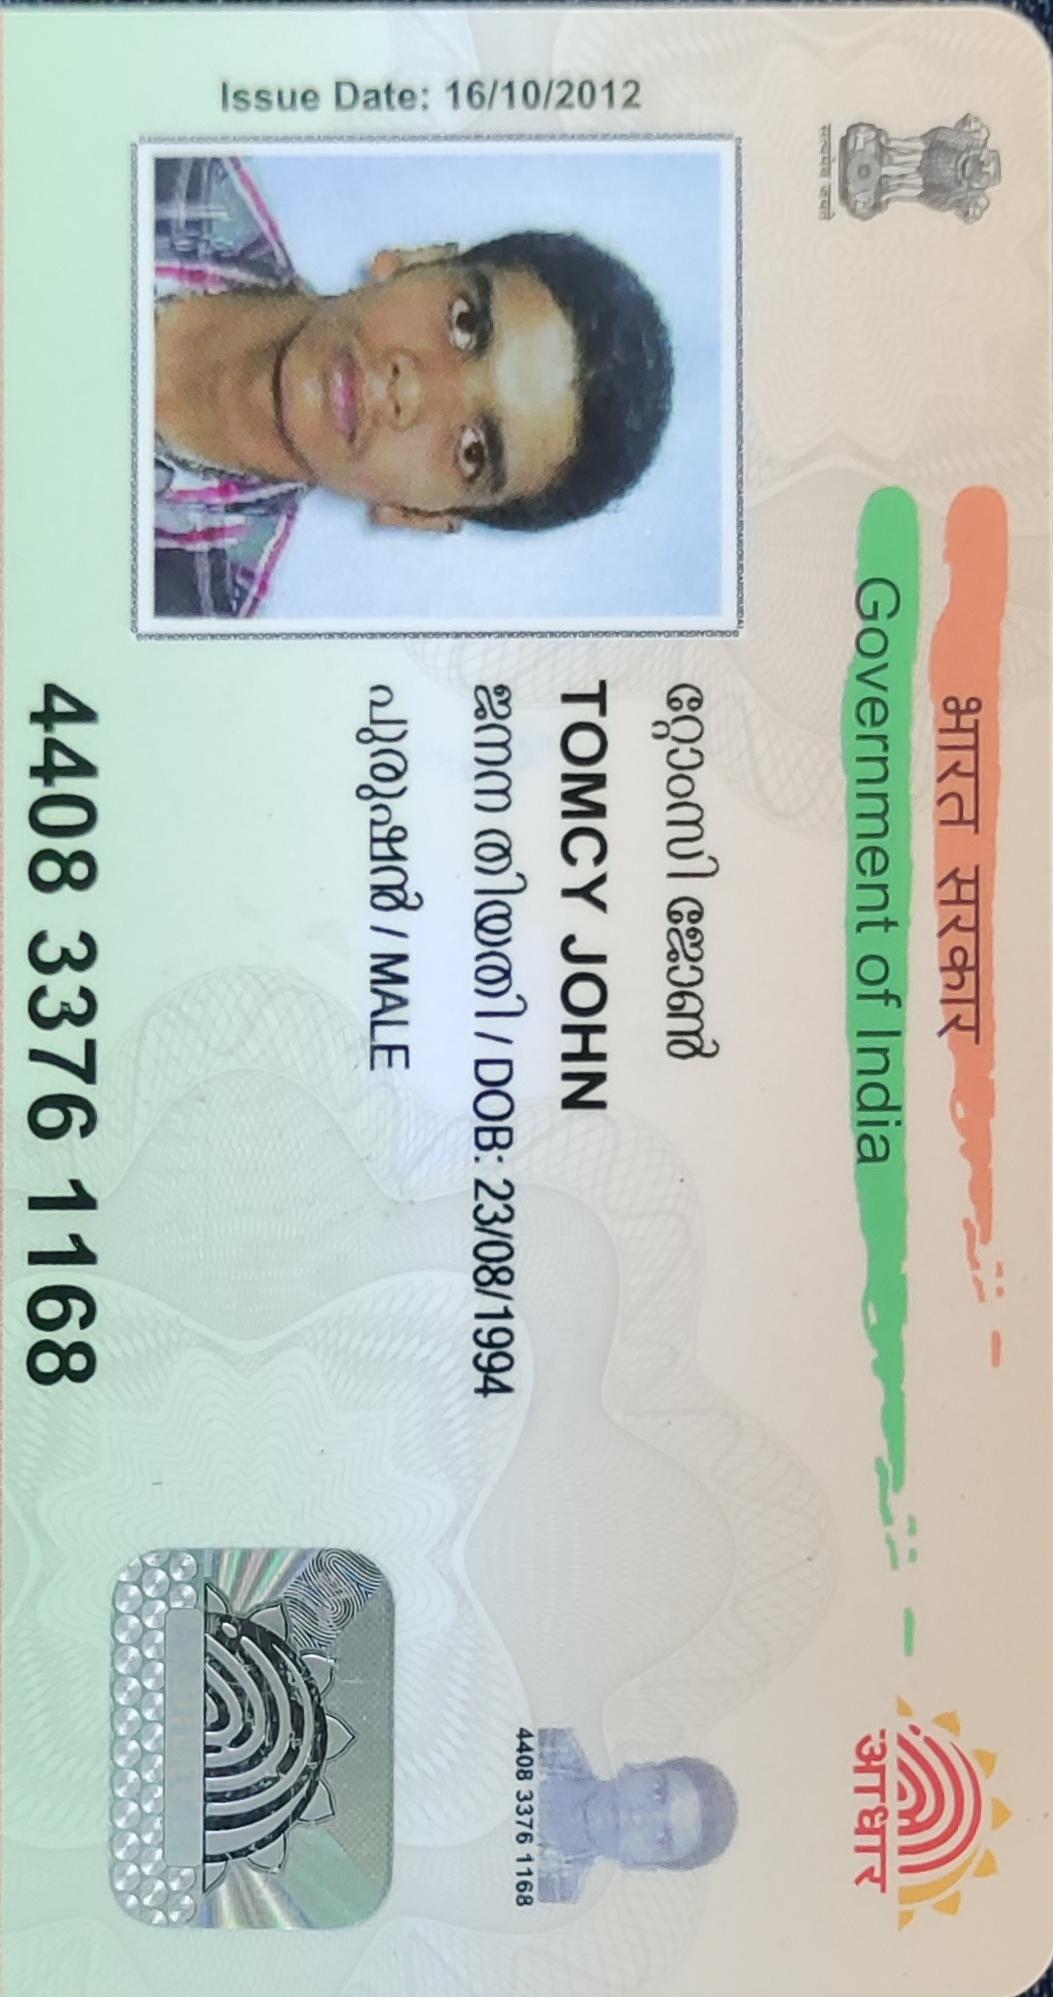 भारत सरकार
Government of India
आधार
सत्यमेव जयते
Issue Date: 16/10/2012
റ്റോംസി ജോൺ
TOMCY JOHN
ജനന തിയതി / DOB: 23/08/1994
പുരുഷൻ / MALE
4408 3376 1168
4408 3376 1168